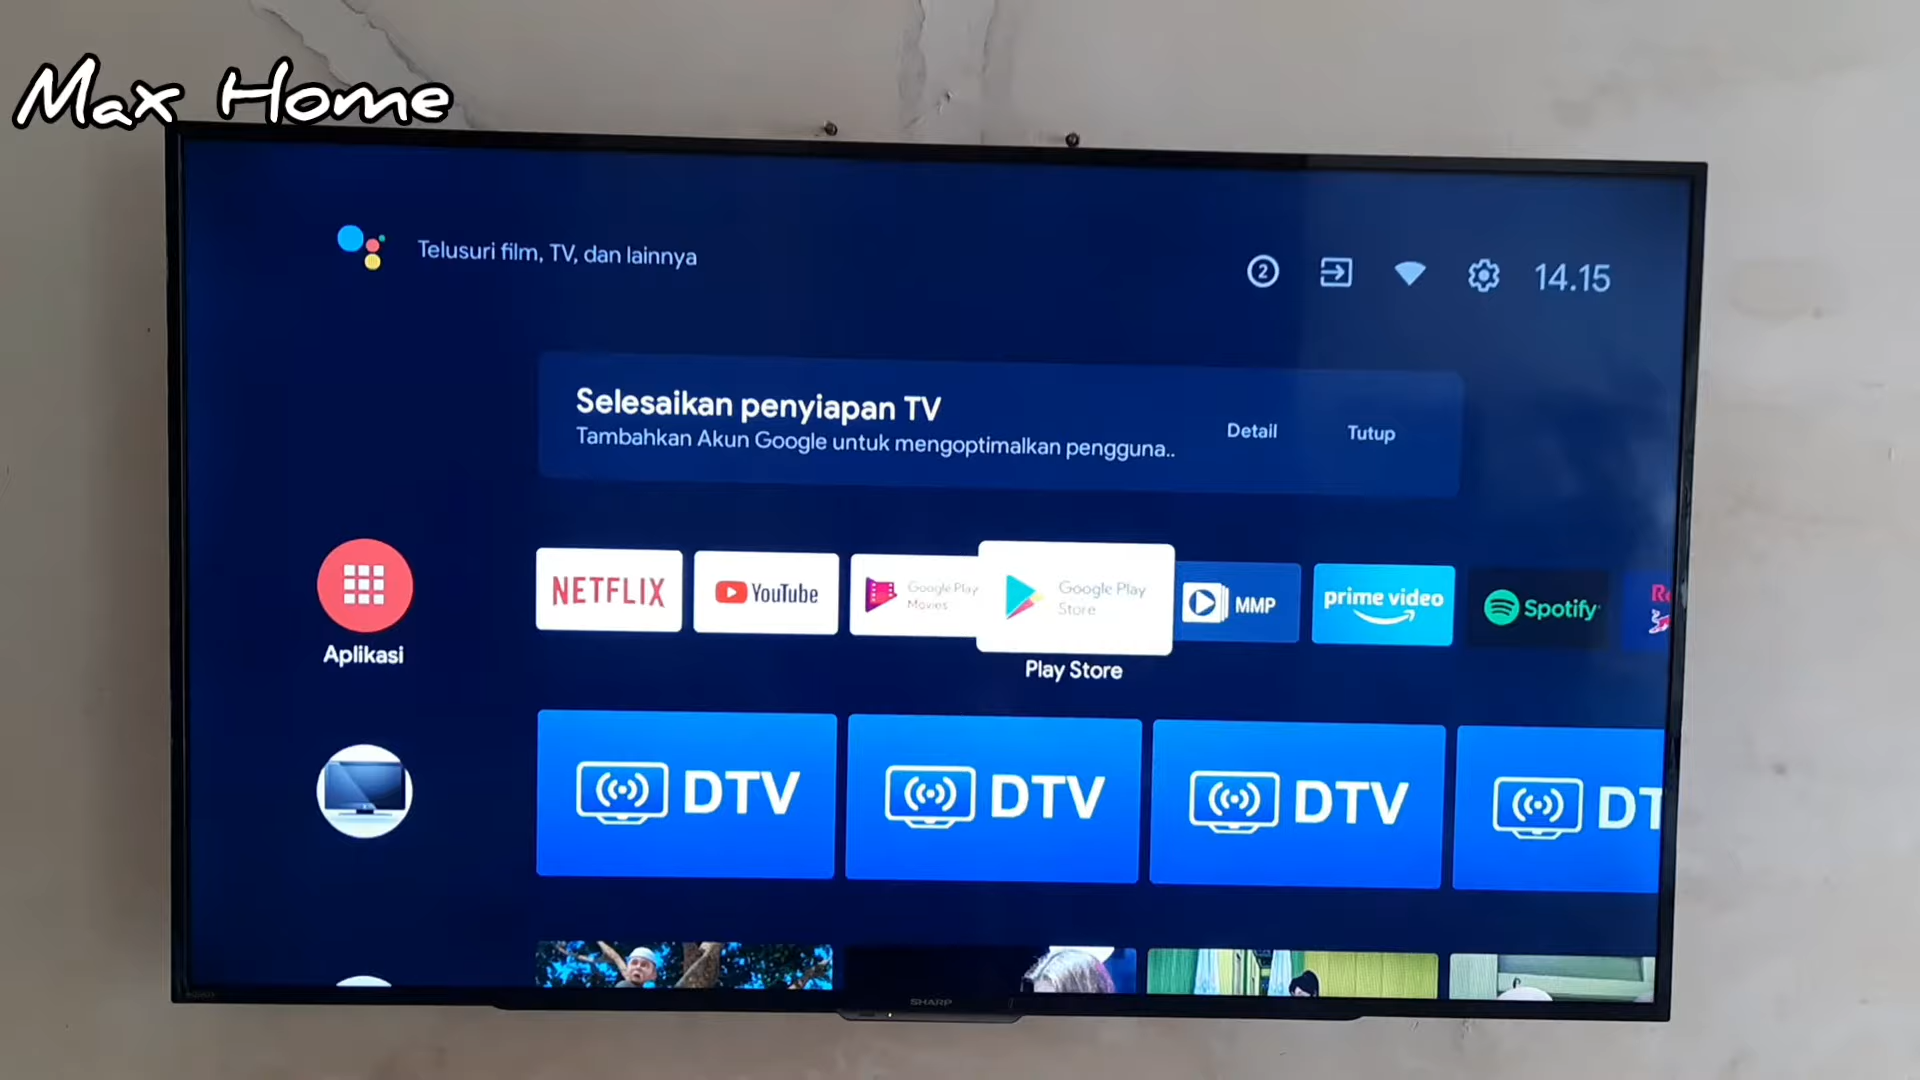 Max Home
Telusuri film, TV, dan lainnya
2
14.15
Selesaikan penyiapan TV
Tambahkan Akun Google untuk mengoptimalkan pengguna..
Detail
Tutup
Aplikasi
NETFLIX
YouTube
Google Play
Movies
Google Play
Store
MMP
prime video
Spotify
Re
Play Store
DTV
DTV
DTV
DT
SHARP